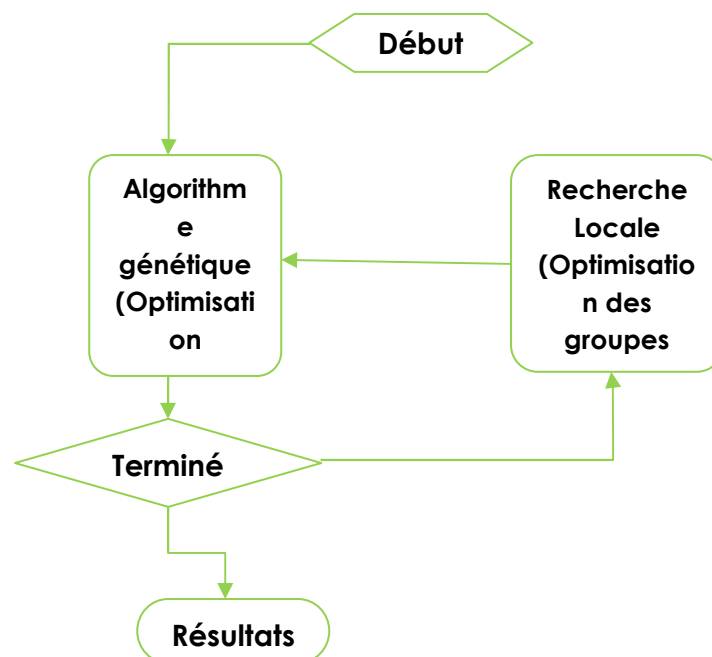 Début
Algorithm
e
génétique
(Optimisati
on
Recherche
Locale
(Optimisatio
n des
groupes
Terminé
Résultats